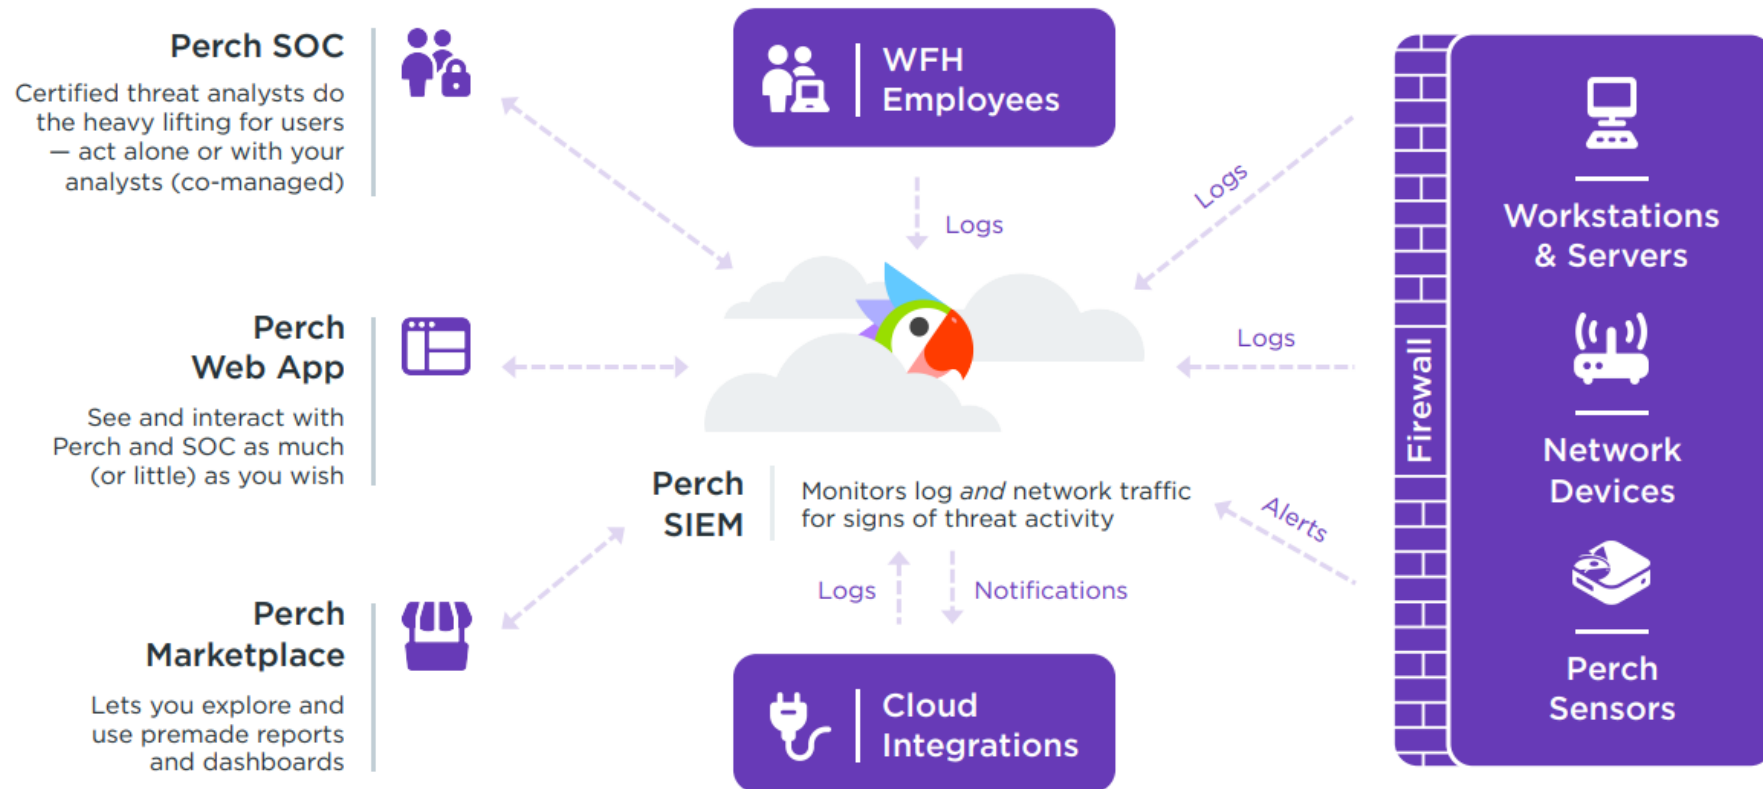 Perch SOC
Certified threat analysts do
the heavy lifting for users
— act alone or with your
analysts (co-managed)
Perch
Web App
See and interact with
Perch and SOC as much
(or little) as you wish
Perch
Marketplace
Lets you explore and
use premade reports
and dashboards
WFH
Employees
Logs
Perch
SIEM
Monitors log and network traffic
for signs of threat activity
Logs
Notifications
Cloud
Integrations
Logs
Logs
Alerts
Firewall
Workstations
& Servers
Network
Devices
Perch
Sensors